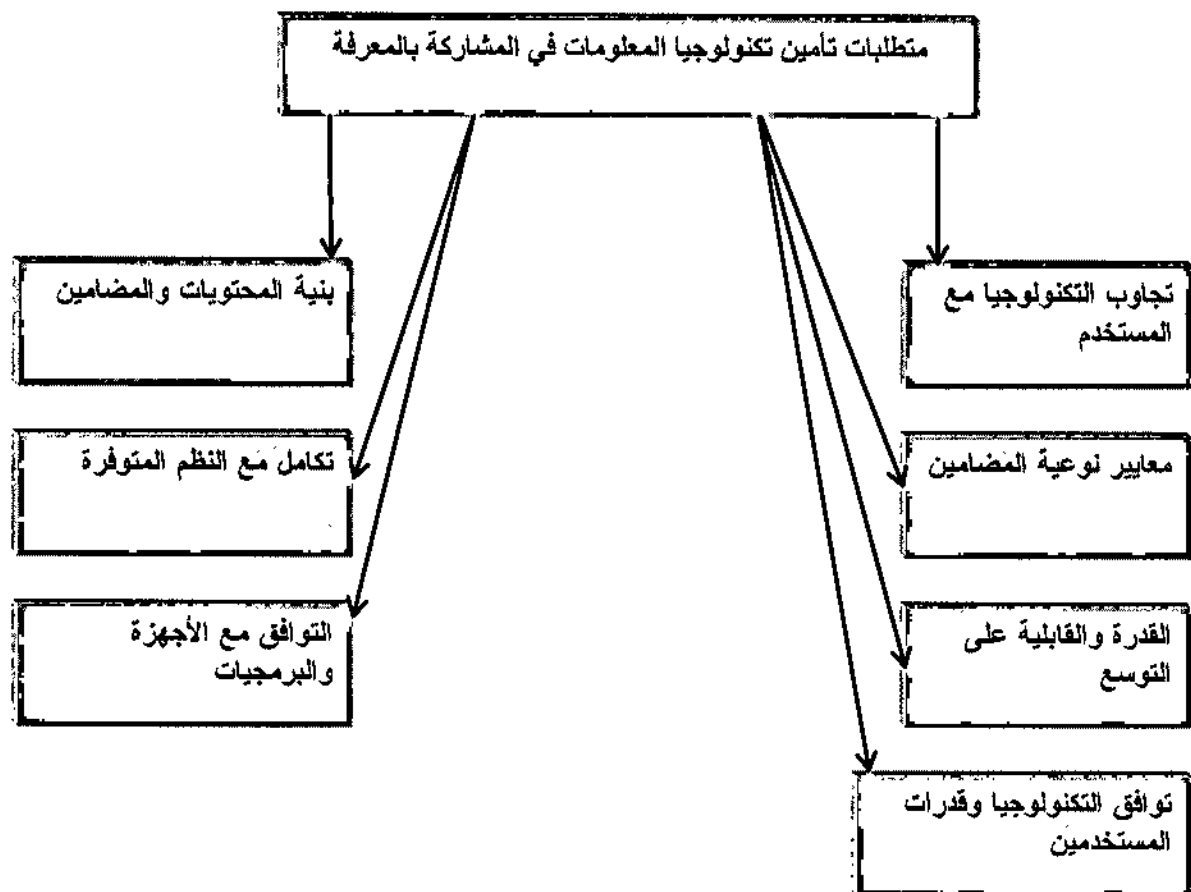 متطلبات تأمين تكنولوجيا المعلومات في المشاركة بالمعرفة
تجاوب التكنولوجيا مع
المستخدم
بنية المحتويات والمضامين
معايير نوعية المضامين
تكامل مع النظم المتوفرة
القدرة والقابلية على
التوسع
التوافق مع الأجهزة
والبرمجيات
توافق التكنولوجيا وقدرات
المستخدمين